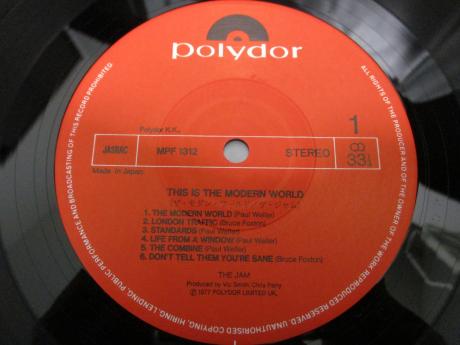 polydor
Polydor K.K.,
1
JASRAC
MPF 1312
STEREO
33⅓
Made in Japan
THIS IS THE MODERN WORLD
1. THE MODERN WORLD (Paul Weller)
2. LONDON TRAFFIC (Bruce Foxton)
3. STANDARDS (Paul Weller)
4. LIFE FROM A WINDOW (Paul Weller)
5. THE COMBINE (Paul Weller)
6. DON'T TELL THEM YOU'RE SANE (Bruce Foxton)
THE JAM
Produced by Vic Smith, Chris Parry
℗ 1977 POLYDOR LIMITED UK,
ALL RIGHTS OF THE PRODUCER AND OF THE OWNER OF THE WORK REPRODUCED RESERVED. UNAUTHORISED COPYING, HIRING, LENDING, PUBLIC PERFORMANCE AND BROADCASTING OF THIS RECORD PROHIBITED